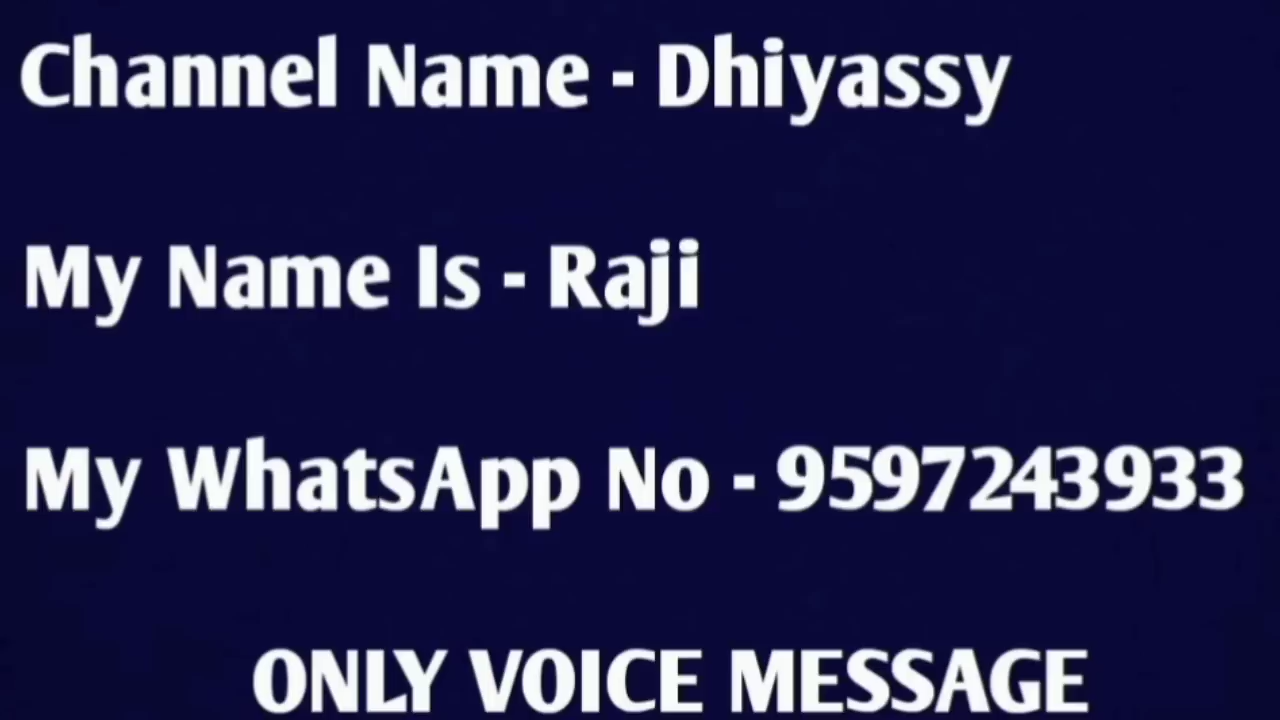 Channel Name - Dhiyassy
My Name Is - Raji
My WhatsApp No - 9597243933
ONLY VOICE MESSAGE